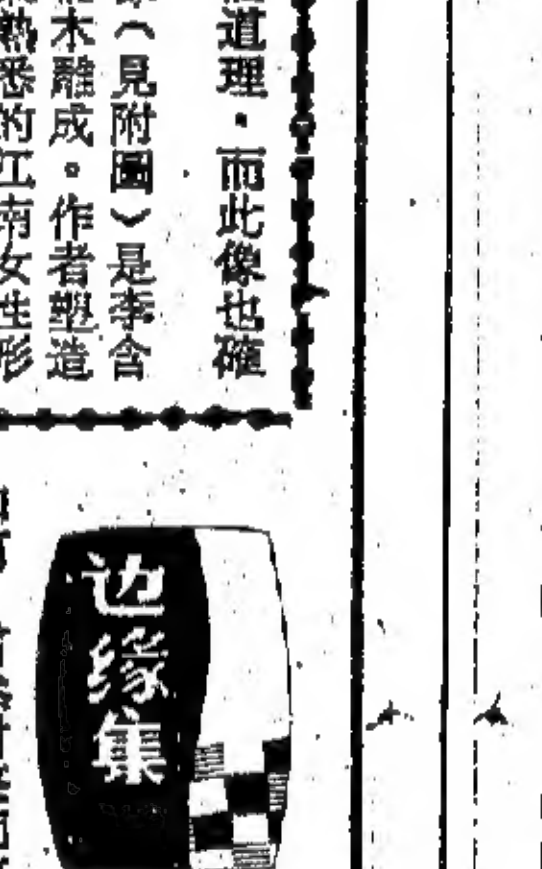 道理·而此像也確
︵見附圖︶是李含
木雕成。作者塑造
熟悉的江南女性形
边缘集